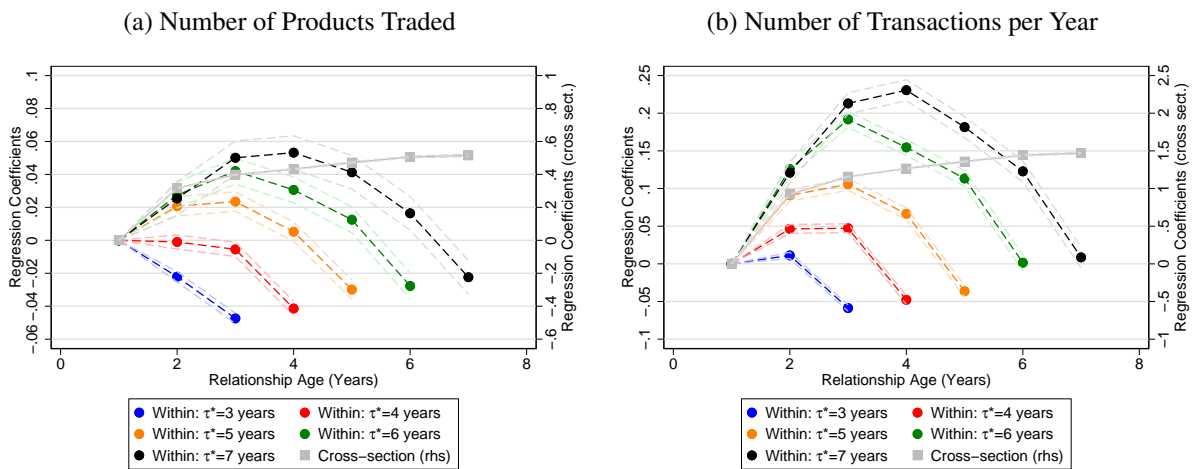 (a) Number of Products Traded
Regression Coefficients
.1
.08
.06
.04
.02
0
-.02
-.04
-.06
1
.8
.6
.4
.2
0
-.2
-.4
-.6
Regression Coefficients (cross sect.)
0 2 4 6 8
Relationship Age (Years)
Within: τ*=3 years Within: τ*=4 years
Within: τ*=5 years Within: τ*=6 years
Within: τ*=7 years Cross-section (rhs)
(b) Number of Transactions per Year
Regression Coefficients
.25
.2
.15
.1
.05
0
-.05
-.1
2.5
2
1.5
1
.5
0
-.5
-1
Regression Coefficients (cross sect.)
0 2 4 6 8
Relationship Age (Years)
Within: τ*=3 years Within: τ*=4 years
Within: τ*=5 years Within: τ*=6 years
Within: τ*=7 years Cross-section (rhs)